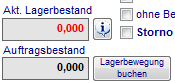 Akt. Lagerbestand
0,000
ohne Be
Storno
Auftragsbestand
0,000
Lagerbewegung
buchen